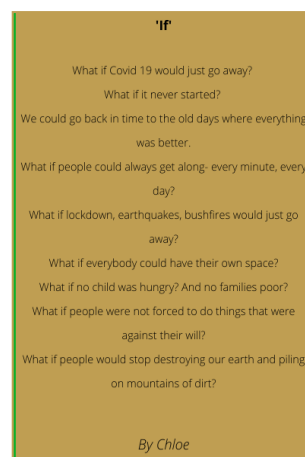 'If'
What if Covid 19 would just go away?
What if it never started?
We could go back in time to the old days where everything
was better.
What if people could always get along- every minute, every
day?
What if lockdown, earthquakes, bushfires would just go
away?
What if everybody could have their own space?
What if no child was hungry? And no families poor?
What if people were not forced to do things that were
against their will?
What if people would stop destroying our earth and piling
on mountains of dirt?
By Chloe